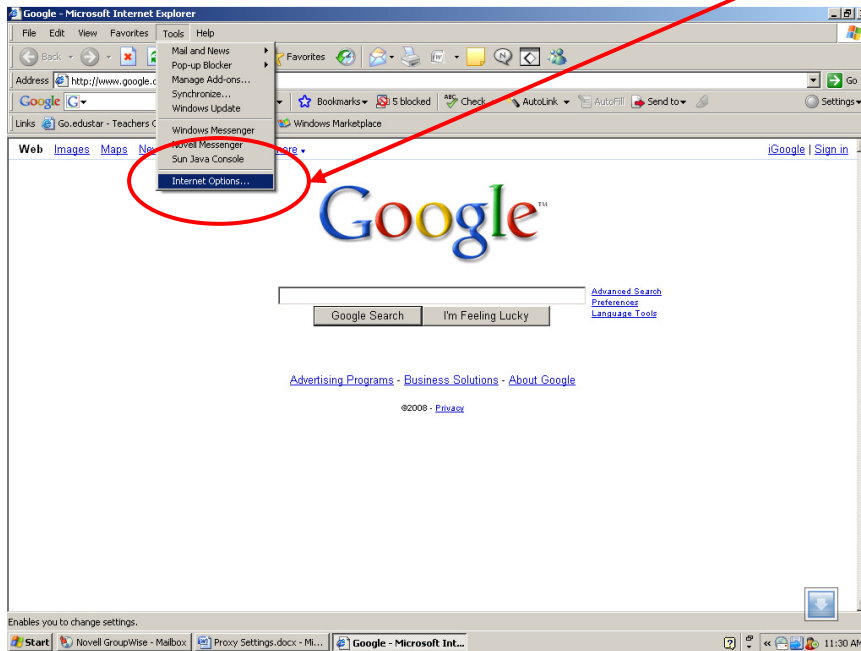 Google - Microsoft Internet Explorer
File Edit View Favorites Tools Help
Back Favorites
Mail and News
Pop-up Blocker
Manage Add-ons...
Synchronize...
Windows Update
Windows Messenger
Novell Messenger
Sun Java Console
Internet Options...
Address http://www.google.c Go
Google G Bookmarks 5 blocked ABC Check AutoLink AutoFill Send to Settings
Links Go.edustar - Teachers Windows Marketplace
Web Images Maps Ne ore iGoogle | Sign in
Google™
Advanced Search
Preferences
Language Tools
Google Search I'm Feeling Lucky
Advertising Programs - Business Solutions - About Google
©2008 - Privacy
Enables you to change settings.
Start Novell GroupWise - Mailbox Proxy Settings.docx - Mi... Google - Microsoft Int... 11:30 AM